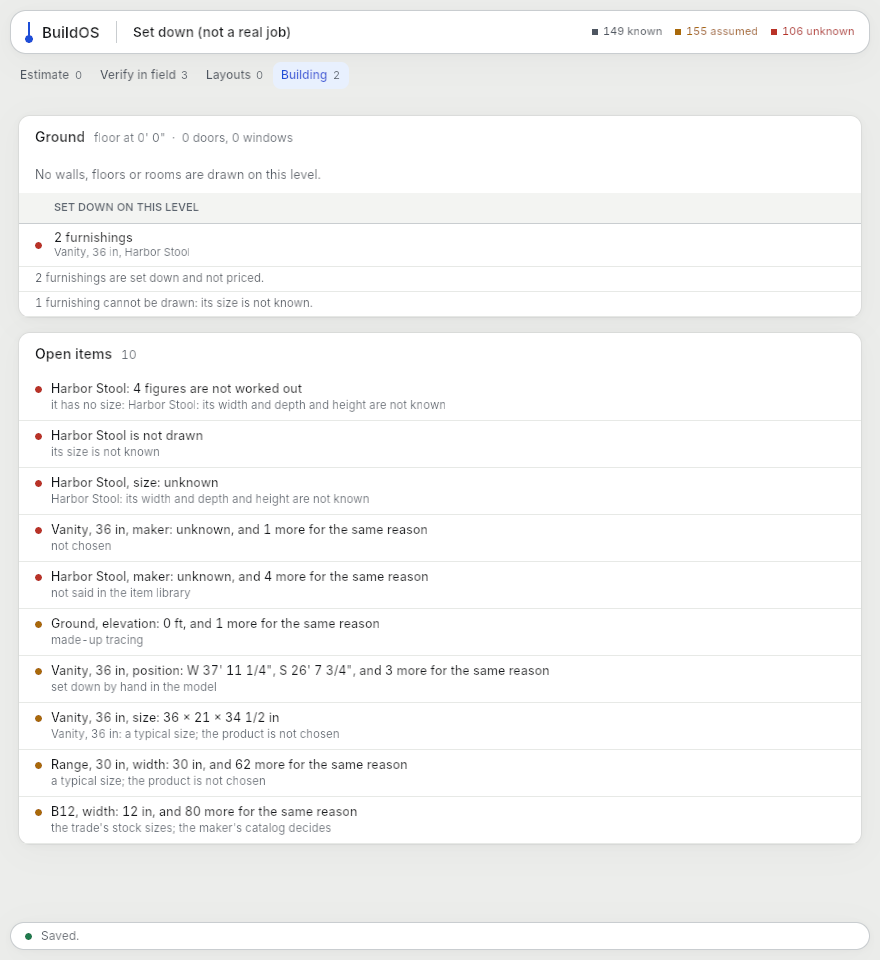 BuildOS
Set down (not a real job)
149 known
155 assumed
106 unknown
Estimate 0
Verify in field 3
Layouts 0
Building 2
Ground floor at 0' 0" · 0 doors, 0 windows
No walls, floors or rooms are drawn on this level.
SET DOWN ON THIS LEVEL
2 furnishings
Vanity, 36 in, Harbor Stool
2 furnishings are set down and not priced.
1 furnishing cannot be drawn: its size is not known.
Open items 10
Harbor Stool: 4 figures are not worked out
it has no size: Harbor Stool: its width and depth and height are not known
Harbor Stool is not drawn
its size is not known
Harbor Stool, size: unknown
Harbor Stool: its width and depth and height are not known
Vanity, 36 in, maker: unknown, and 1 more for the same reason
not chosen
Harbor Stool, maker: unknown, and 4 more for the same reason
not said in the item library
Ground, elevation: 0 ft, and 1 more for the same reason
made-up tracing
Vanity, 36 in, position: W 37' 11 1/4", S 26' 7 3/4", and 3 more for the same reason
set down by hand in the model
Vanity, 36 in, size: 36 × 21 × 34 1/2 in
Vanity, 36 in: a typical size; the product is not chosen
Range, 30 in, width: 30 in, and 62 more for the same reason
a typical size; the product is not chosen
B12, width: 12 in, and 80 more for the same reason
the trade's stock sizes; the maker's catalog decides
Saved.